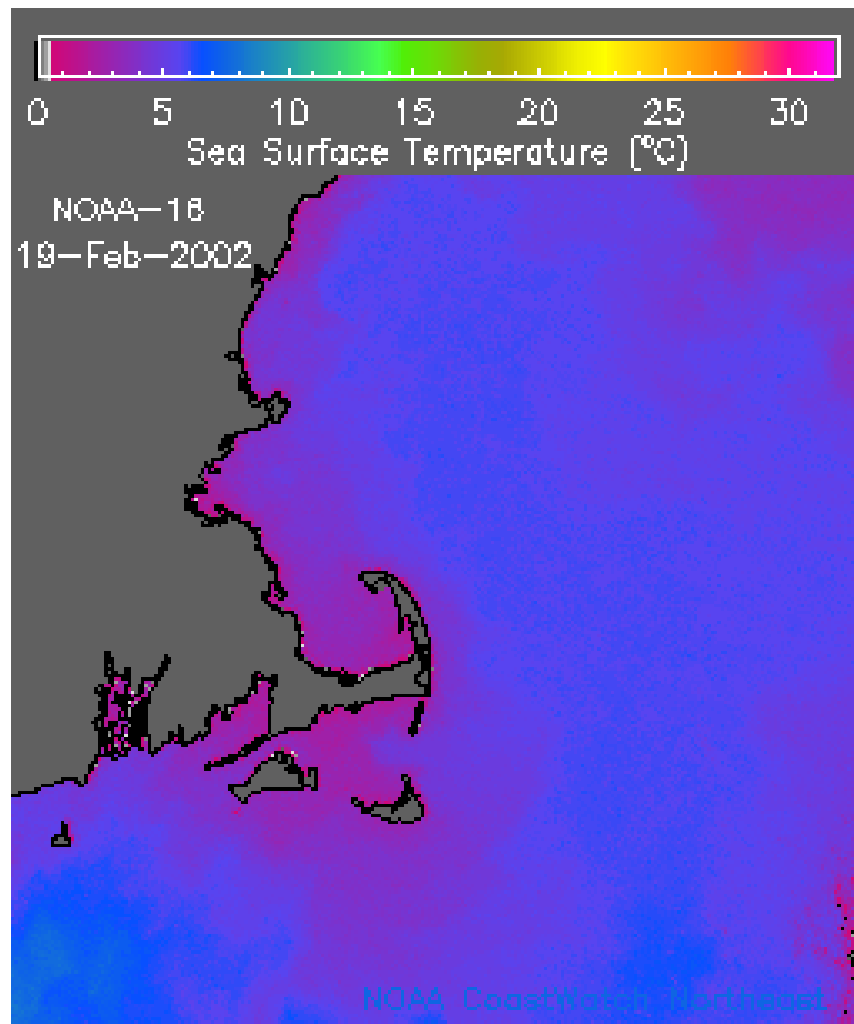 0 5 10 15 20 25 30
Sea Surface Temperature (°C)
NOAA-16
19-Feb-2002
NOAA CoastWatch Northeast